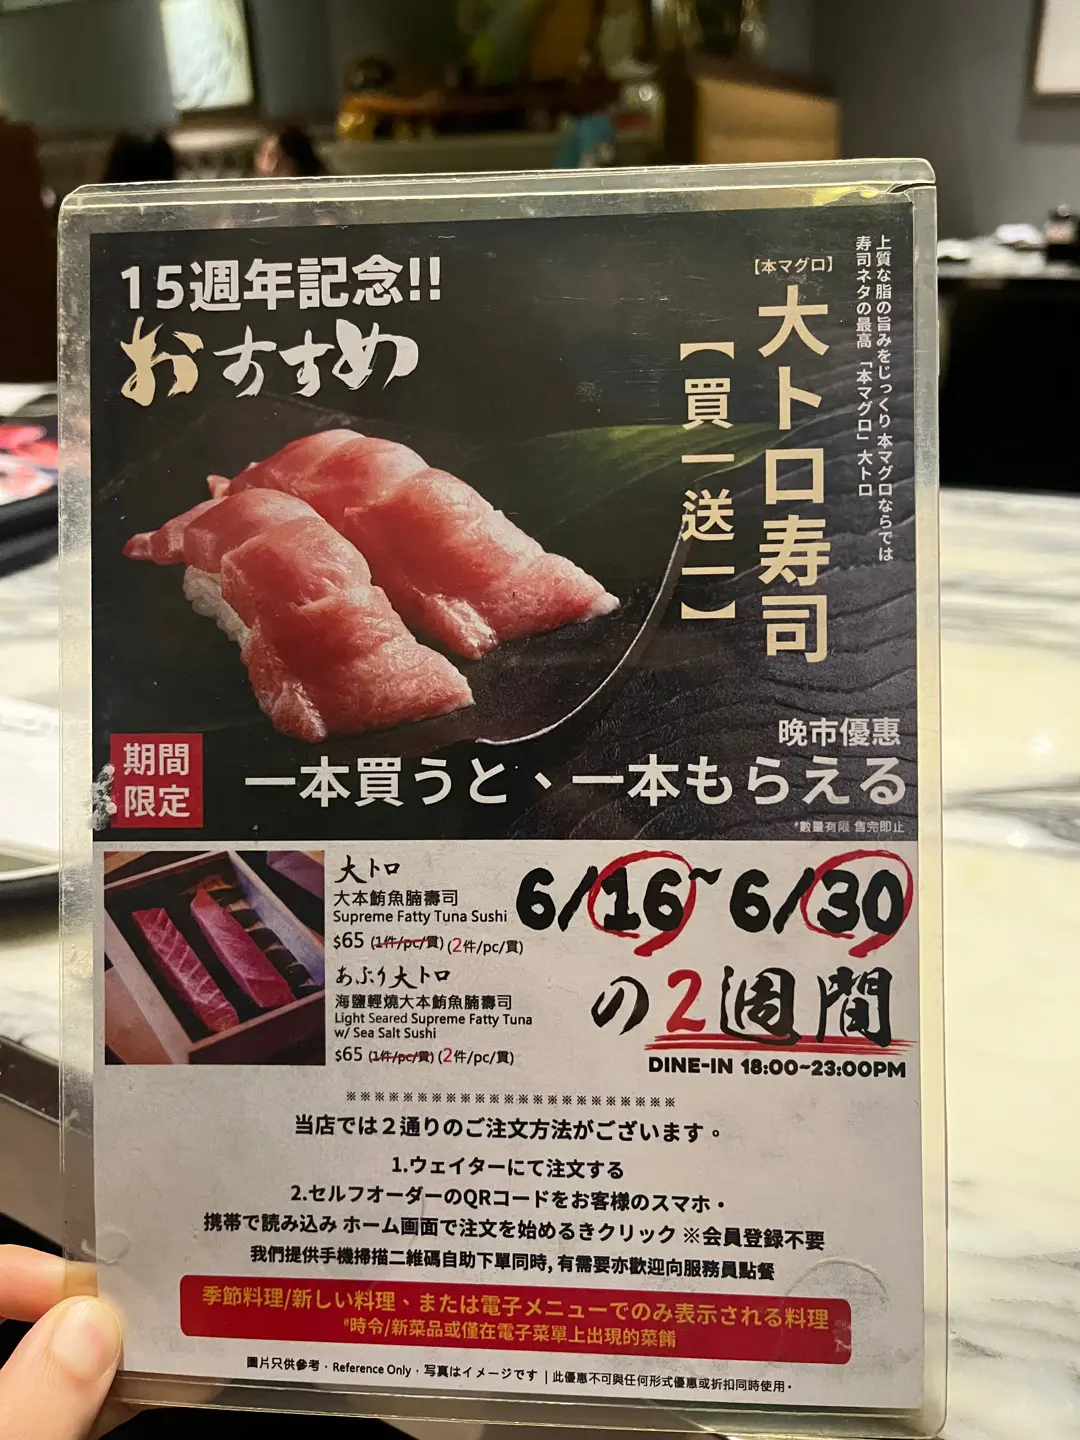 15週年記念!!
おすすめ
上質な脂の旨みをじっくり 本マグロならでは
寿司ネタの最高「本マグロ」大トロ
【本マグロ】
大トロ寿司
【買一送一】
晚市優惠
期間
限定
一本買うと、一本もらえる
*數量有限 售完即止
大トロ
大本鮪魚腩壽司
Supreme Fatty Tuna Sushi
$65 (1件/pc/貫) (2件/pc/貫)
あぶり大トロ
海鹽輕燒大本鮪魚腩壽司
Light Seared Supreme Fatty Tuna
w/ Sea Salt Sushi
$65 (1件/pc/貫) (2件/pc/貫)
6/16~6/30
の2週間
DINE-IN 18:00~23:00PM
※※※※※※※※※※※※※※※※※※※※※※※
当店では２通りのご注文方法がございます。
1.ウェイターにて注文する
2.セルフオーダーのQRコードをお客様のスマホ・
携帯で読み込み ホーム画面で注文を始めるきクリック ※会員登録不要
我們提供手機掃描二維碼自助下單同時, 有需要亦歡迎向服務員點餐
季節料理/新しい料理、または電子メニューでのみ表示される料理
*時令/新菜品或僅在電子菜單上出現的菜餚
圖片只供參考・Reference Only・写真はイメージです | 此優惠不可與任何形式優惠或折扣同時使用・